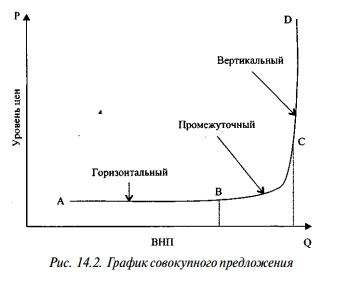 P
D
Вертикальный
Промежуточный
C
Уровень цен
Горизонтальный
A
B
ВНП
Q
Рис. 14.2. График совокупного предложения